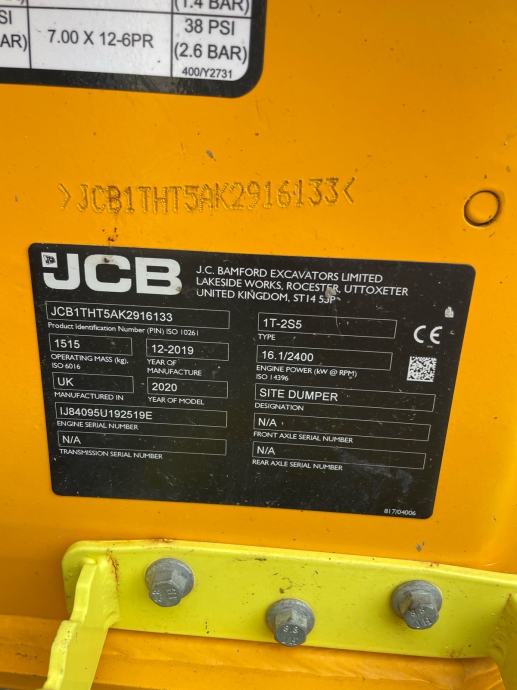 (1.4 BAR)
SI
AR)
7.00 X 12-6PR
38 PSI
(2.6 BAR)
400/Y2731
>JCB1THT5AK2916133<
JCB
J.C. BAMFORD EXCAVATORS LIMITED
LAKESIDE WORKS, ROCESTER, UTTOXETER
UNITED KINGDOM, ST14 5JP
JCB1THT5AK2916133
Product Identification Number (PIN) ISO 10261
1515
OPERATING MASS (kg).
ISO 6016
12-2019
YEAR OF
MANUFACTURE
UK
MANUFACTURED IN
2020
YEAR OF MODEL
IJ84095U192519E
ENGINE SERIAL NUMBER
N/A
TRANSMISSION SERIAL NUMBER
1T-2S5
16.1/2400
ENGINE POWER (kW @ RPM)
ISO 14396
SITE DUMPER
DESIGNATION
N/A
FRONT AXLE SERIAL NUMBER
N/A
REAR AXLE SERIAL NUMBER
CE
817/04006
8.8